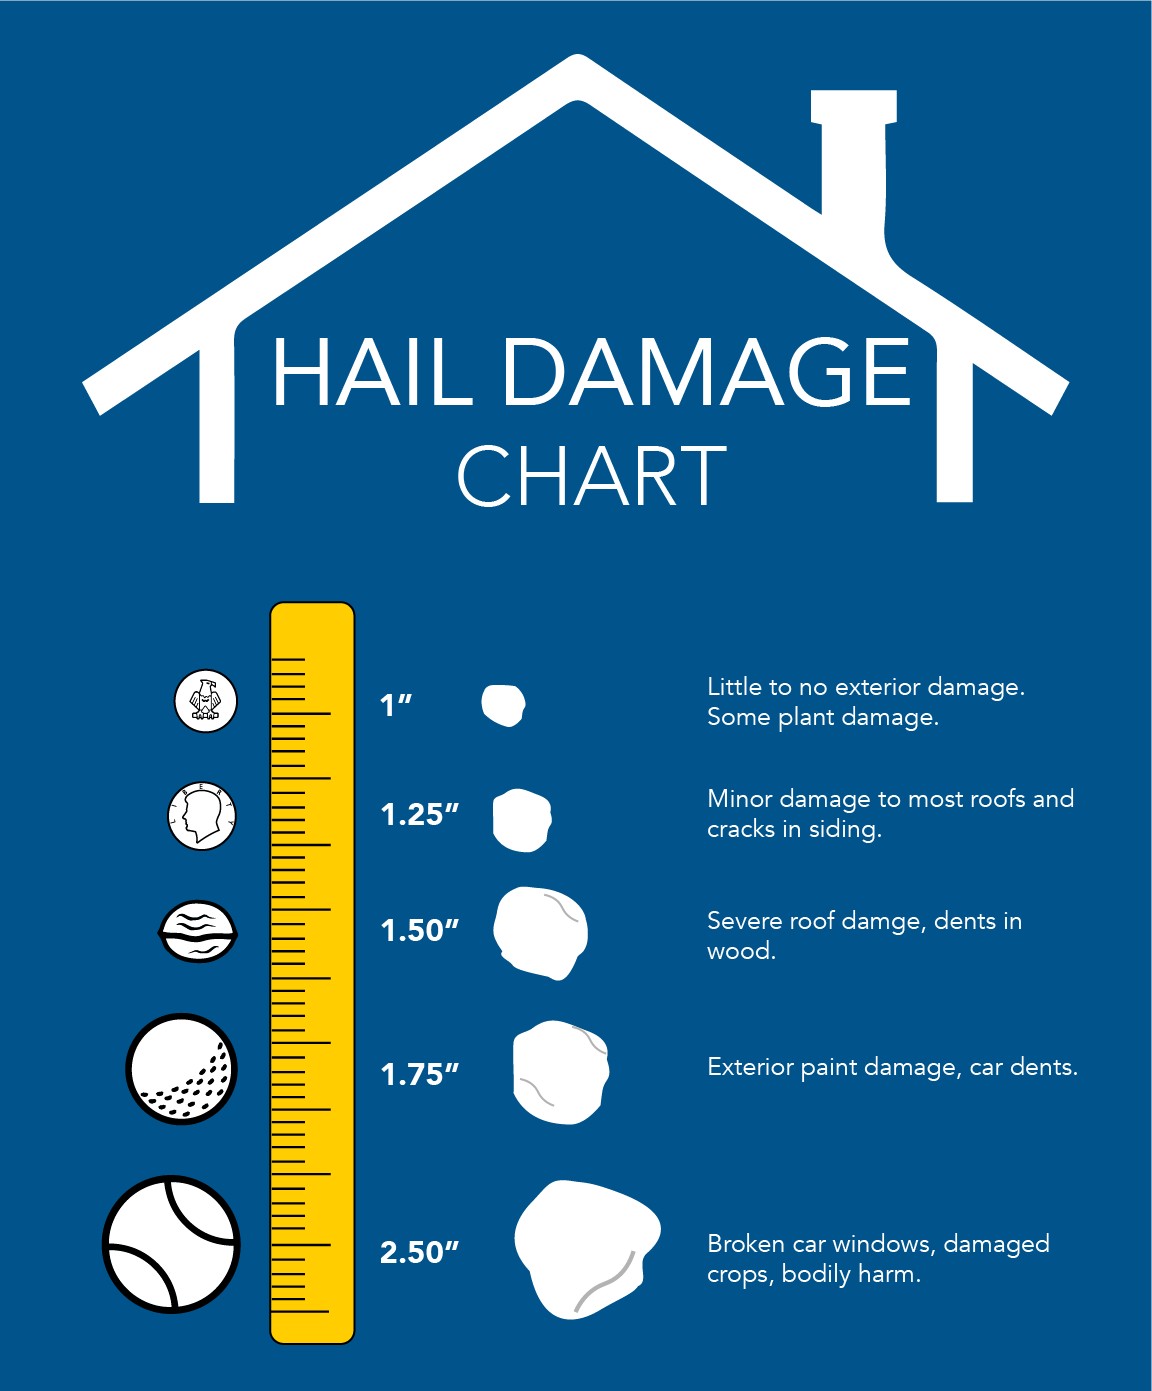 HAIL DAMAGE
CHART
1”
Little to no exterior damage.
Some plant damage.
LIBERTY
1.25”
Minor damage to most roofs and
cracks in siding.
1.50”
Severe roof damge, dents in
wood.
1.75”
Exterior paint damage, car dents.
2.50”
Broken car windows, damaged
crops, bodily harm.